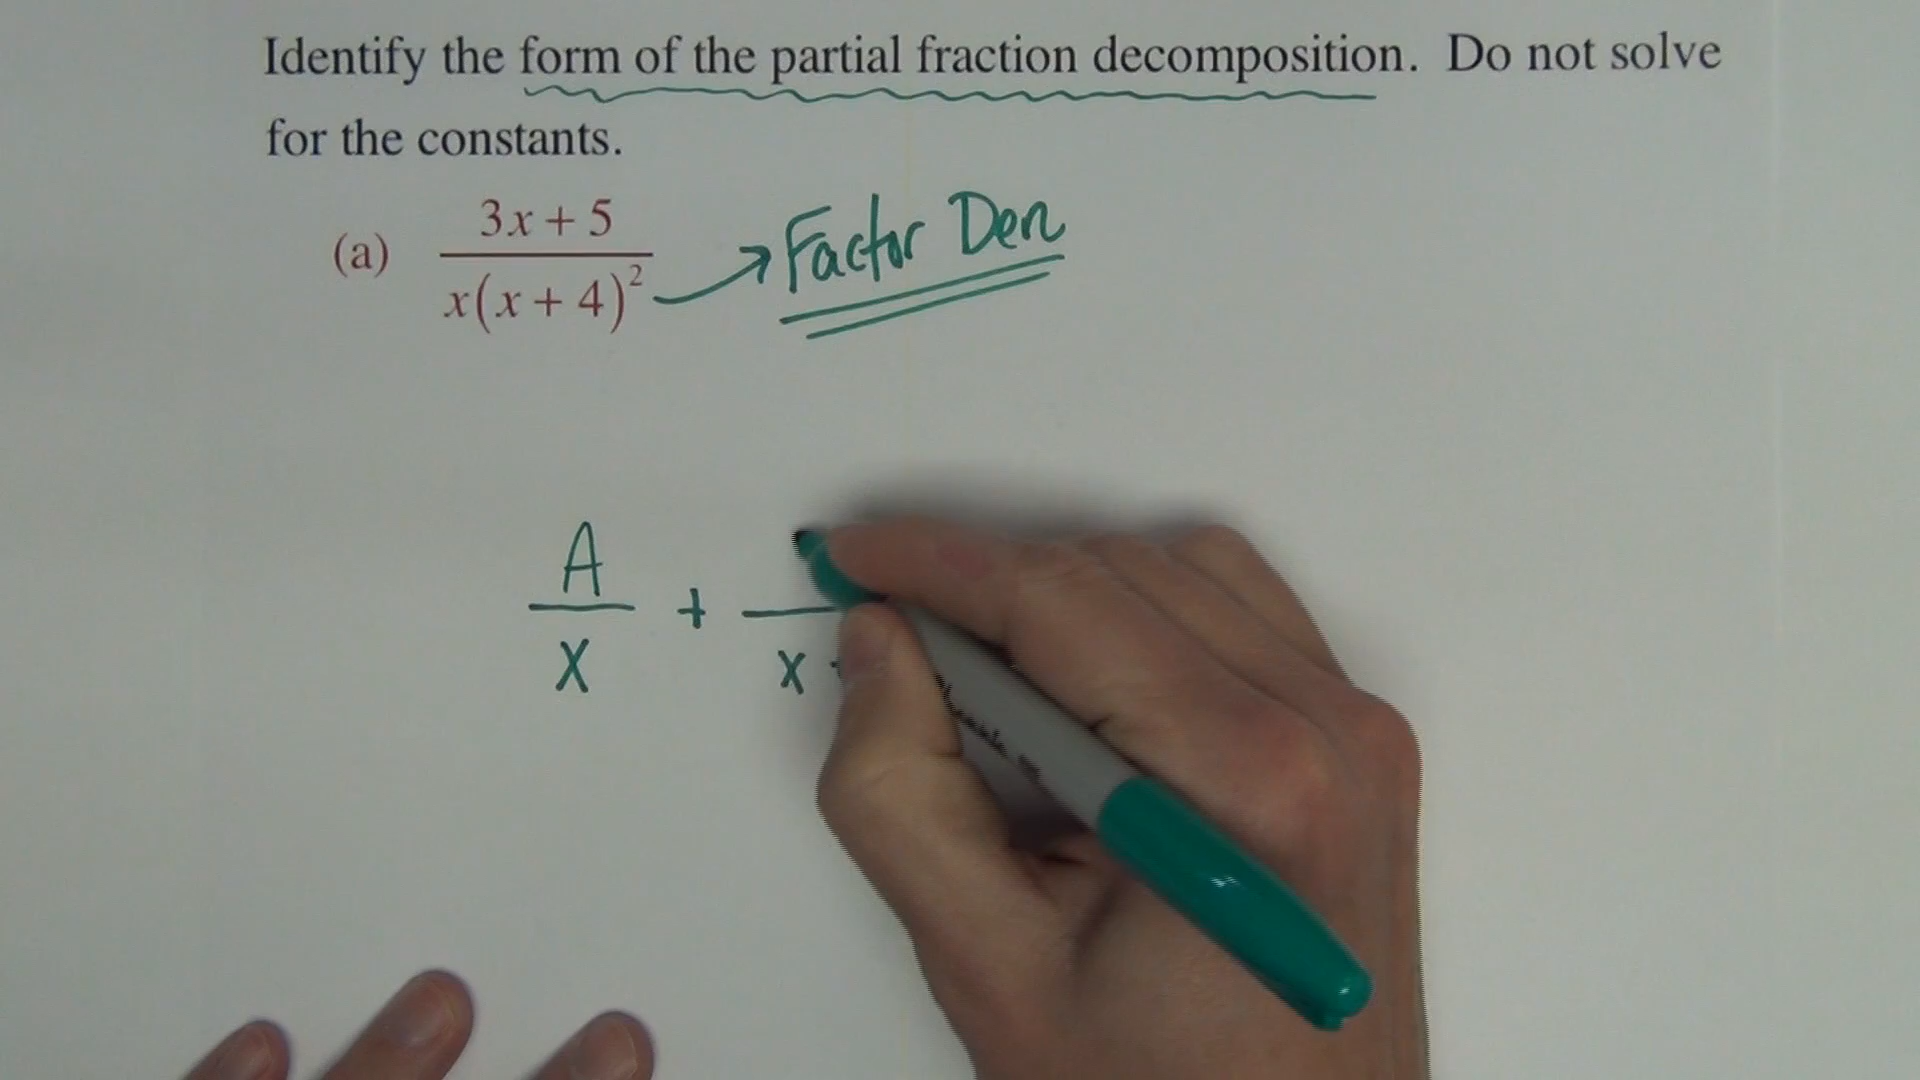 Identify the form of the partial fraction decomposition. Do not solve
for the constants.
(a) 3x + 5
x(x + 4)²
Factor Den
A +
x x